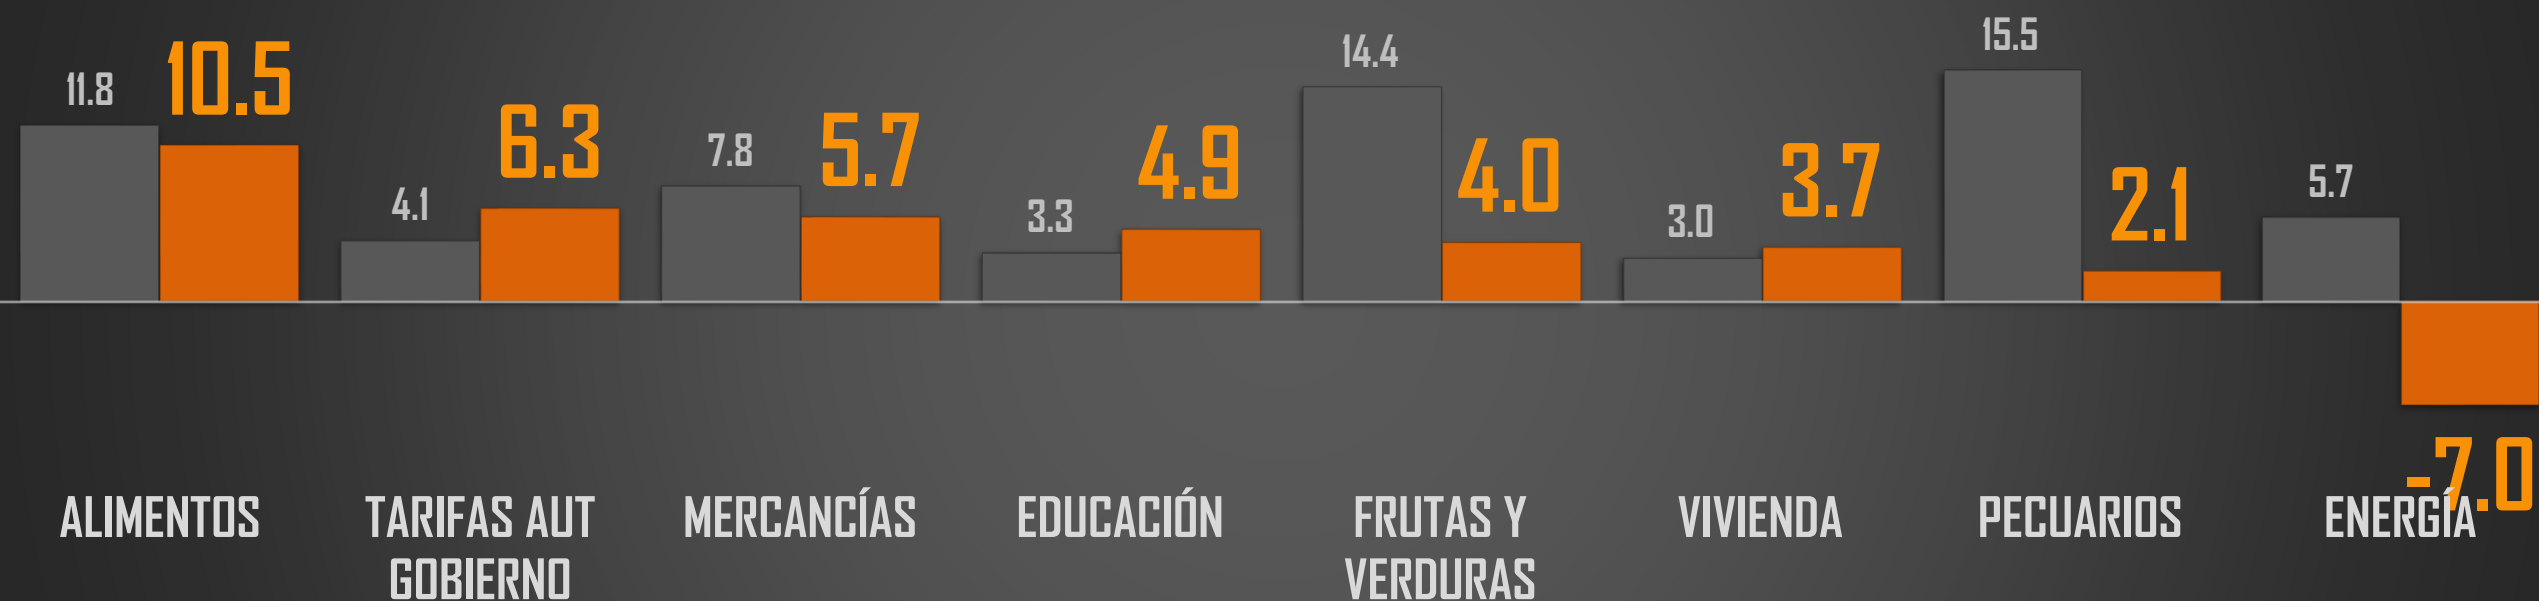 11.8
10.5
4.1
6.3
7.8
5.7
3.3
4.9
14.4
4.0
3.0
3.7
15.5
2.1
5.7
-7.0
ALIMENTOS
TARIFAS AUT
GOBIERNO
MERCANCÍAS
EDUCACIÓN
FRUTAS Y
VERDURAS
VIVIENDA
PECUARIOS
ENERGÍA